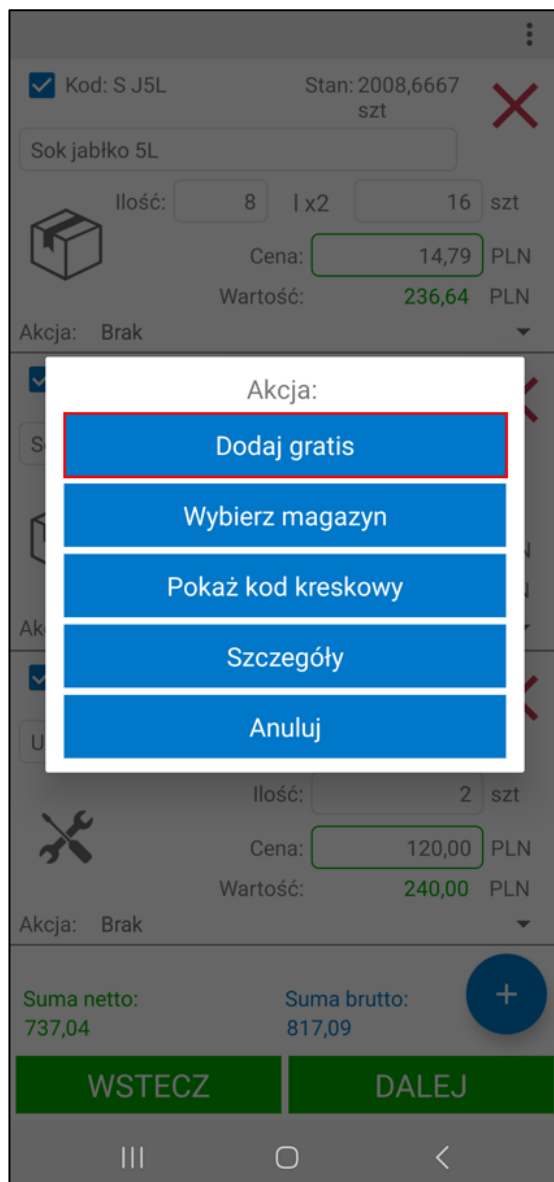 Kod: S J5L
Stan: 2008,6667
szt
Sok jabłko 5L
Ilość: 8 l x2 16 szt
Cena: 14,79 PLN
Wartość: 236,64 PLN
Akcja: Brak
Akcja:
Dodaj gratis
Wybierz magazyn
Pokaż kod kreskowy
Szczegóły
Anuluj
Ilość: 2 szt
Cena: 120,00 PLN
Wartość: 240,00 PLN
Akcja: Brak
Suma netto: Suma brutto: +
737,04 817,09
WSTECZ DALEJ